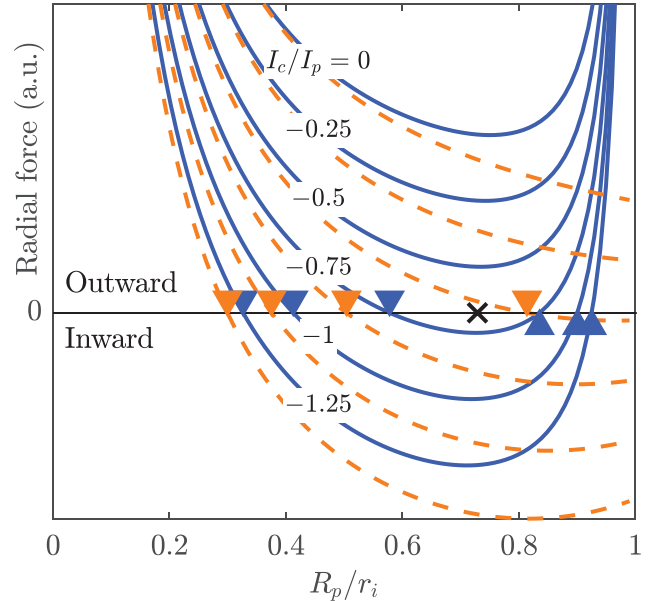 Radial force (a.u.)
I_c/I_p = 0
−0.25
−0.5
−0.75
Outward
0
Inward
−1
−1.25
0
0.2
0.4
0.6
0.8
1
R_p/r_i